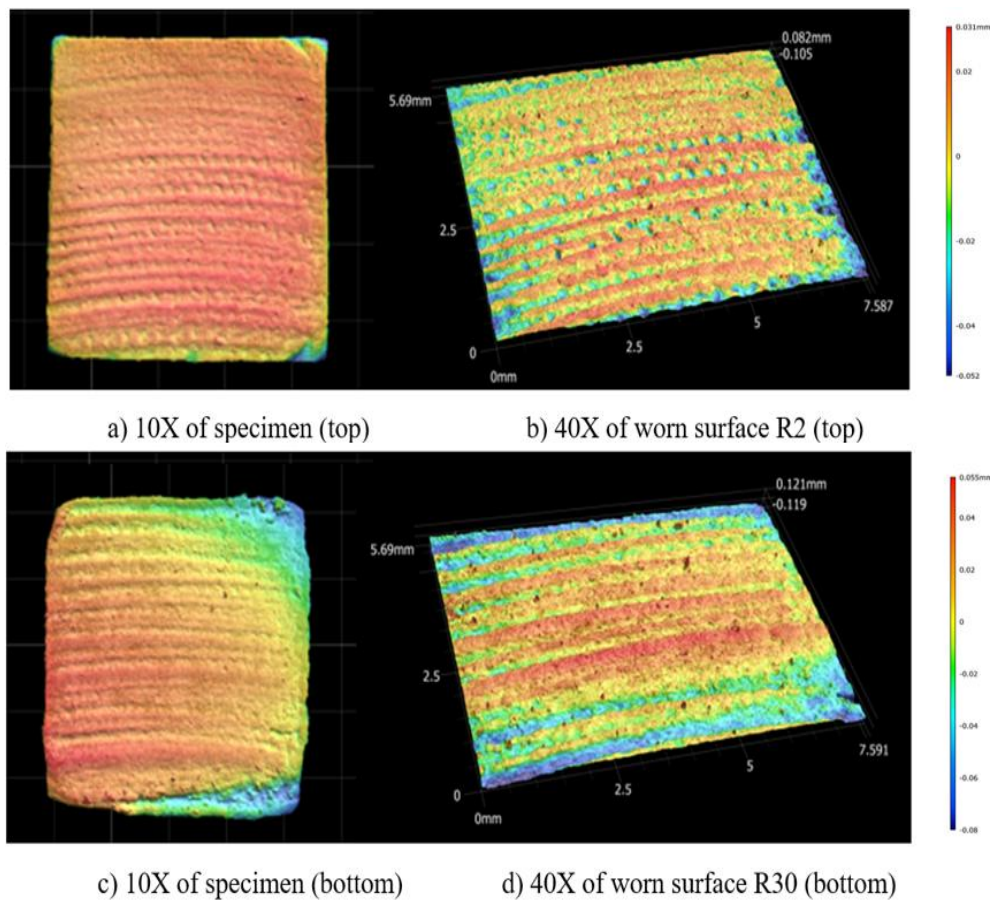 0.031mm
0.02
0
-0.02
-0.04
-0.052
0.082mm
-0.105
5.69mm
2.5
0
0mm
2.5
5
7.587
a) 10X of specimen (top)
b) 40X of worn surface R2 (top)
0.055mm
0.04
0.02
0
-0.02
-0.04
-0.06
-0.08
0.121mm
-0.119
5.69mm
2.5
0
0mm
2.5
5
7.591
c) 10X of specimen (bottom)
d) 40X of worn surface R30 (bottom)